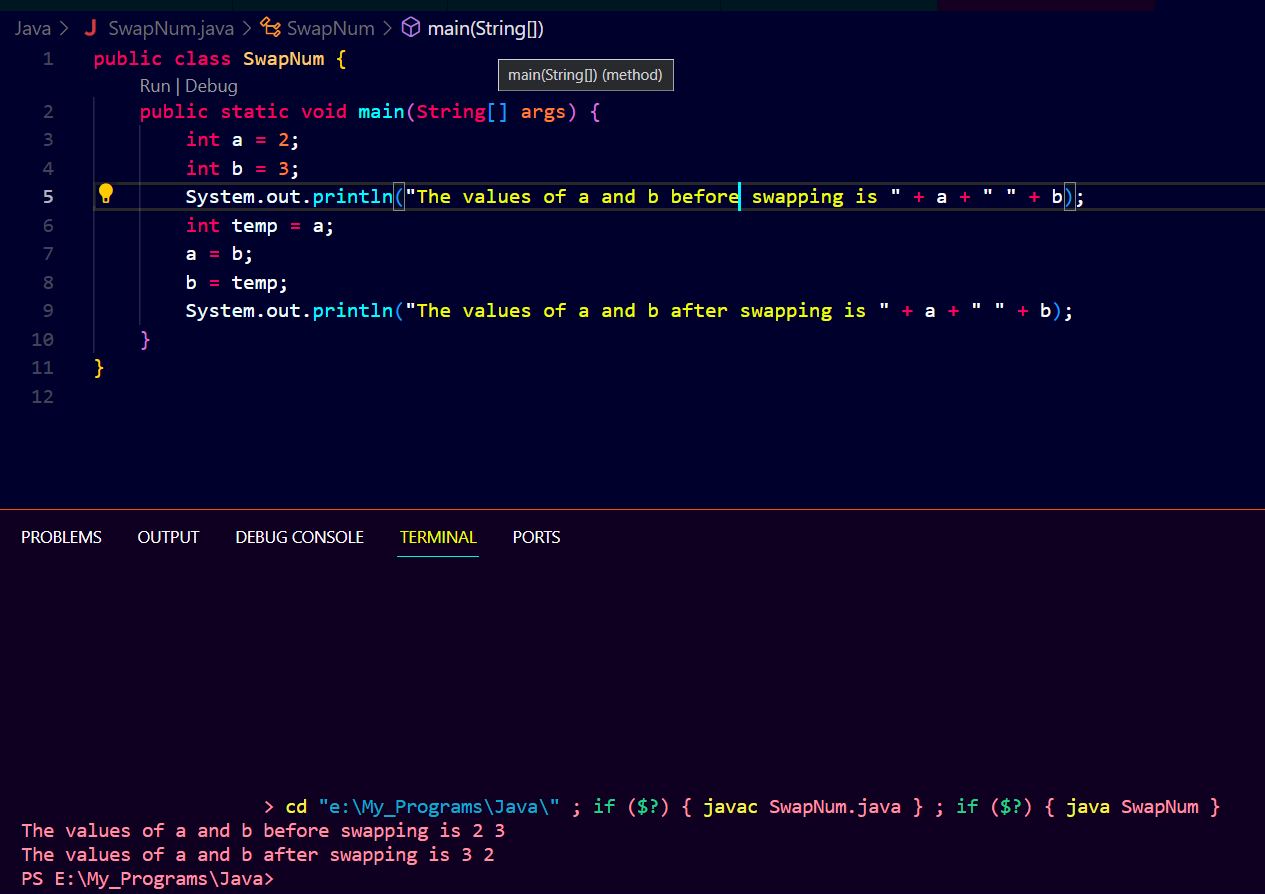 Java > J SwapNum.java > SwapNum > main(String[])
1 public class SwapNum {
main(String[]) (method)
Run | Debug
2 public static void main(String[] args) {
3 int a = 2;
4 int b = 3;
5 System.out.println("The values of a and b before swapping is " + a + " " + b);
6 int temp = a;
7 a = b;
8 b = temp;
9 System.out.println("The values of a and b after swapping is " + a + " " + b);
10 }
11 }
12
PROBLEMS OUTPUT DEBUG CONSOLE TERMINAL PORTS
> cd "e:\My_Programs\Java\" ; if ($?) { javac SwapNum.java } ; if ($?) { java SwapNum }
The values of a and b before swapping is 2 3
The values of a and b after swapping is 3 2
PS E:\My_Programs\Java>